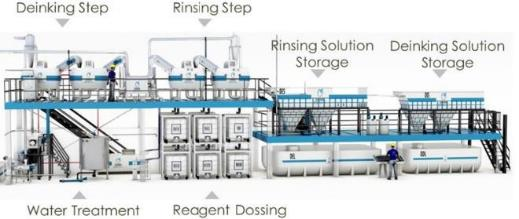 Deinking Step
Rinsing Step
Rinsing Solution
Storage
Deinking Solution
Storage
Water Treatment
Reagent Dossing